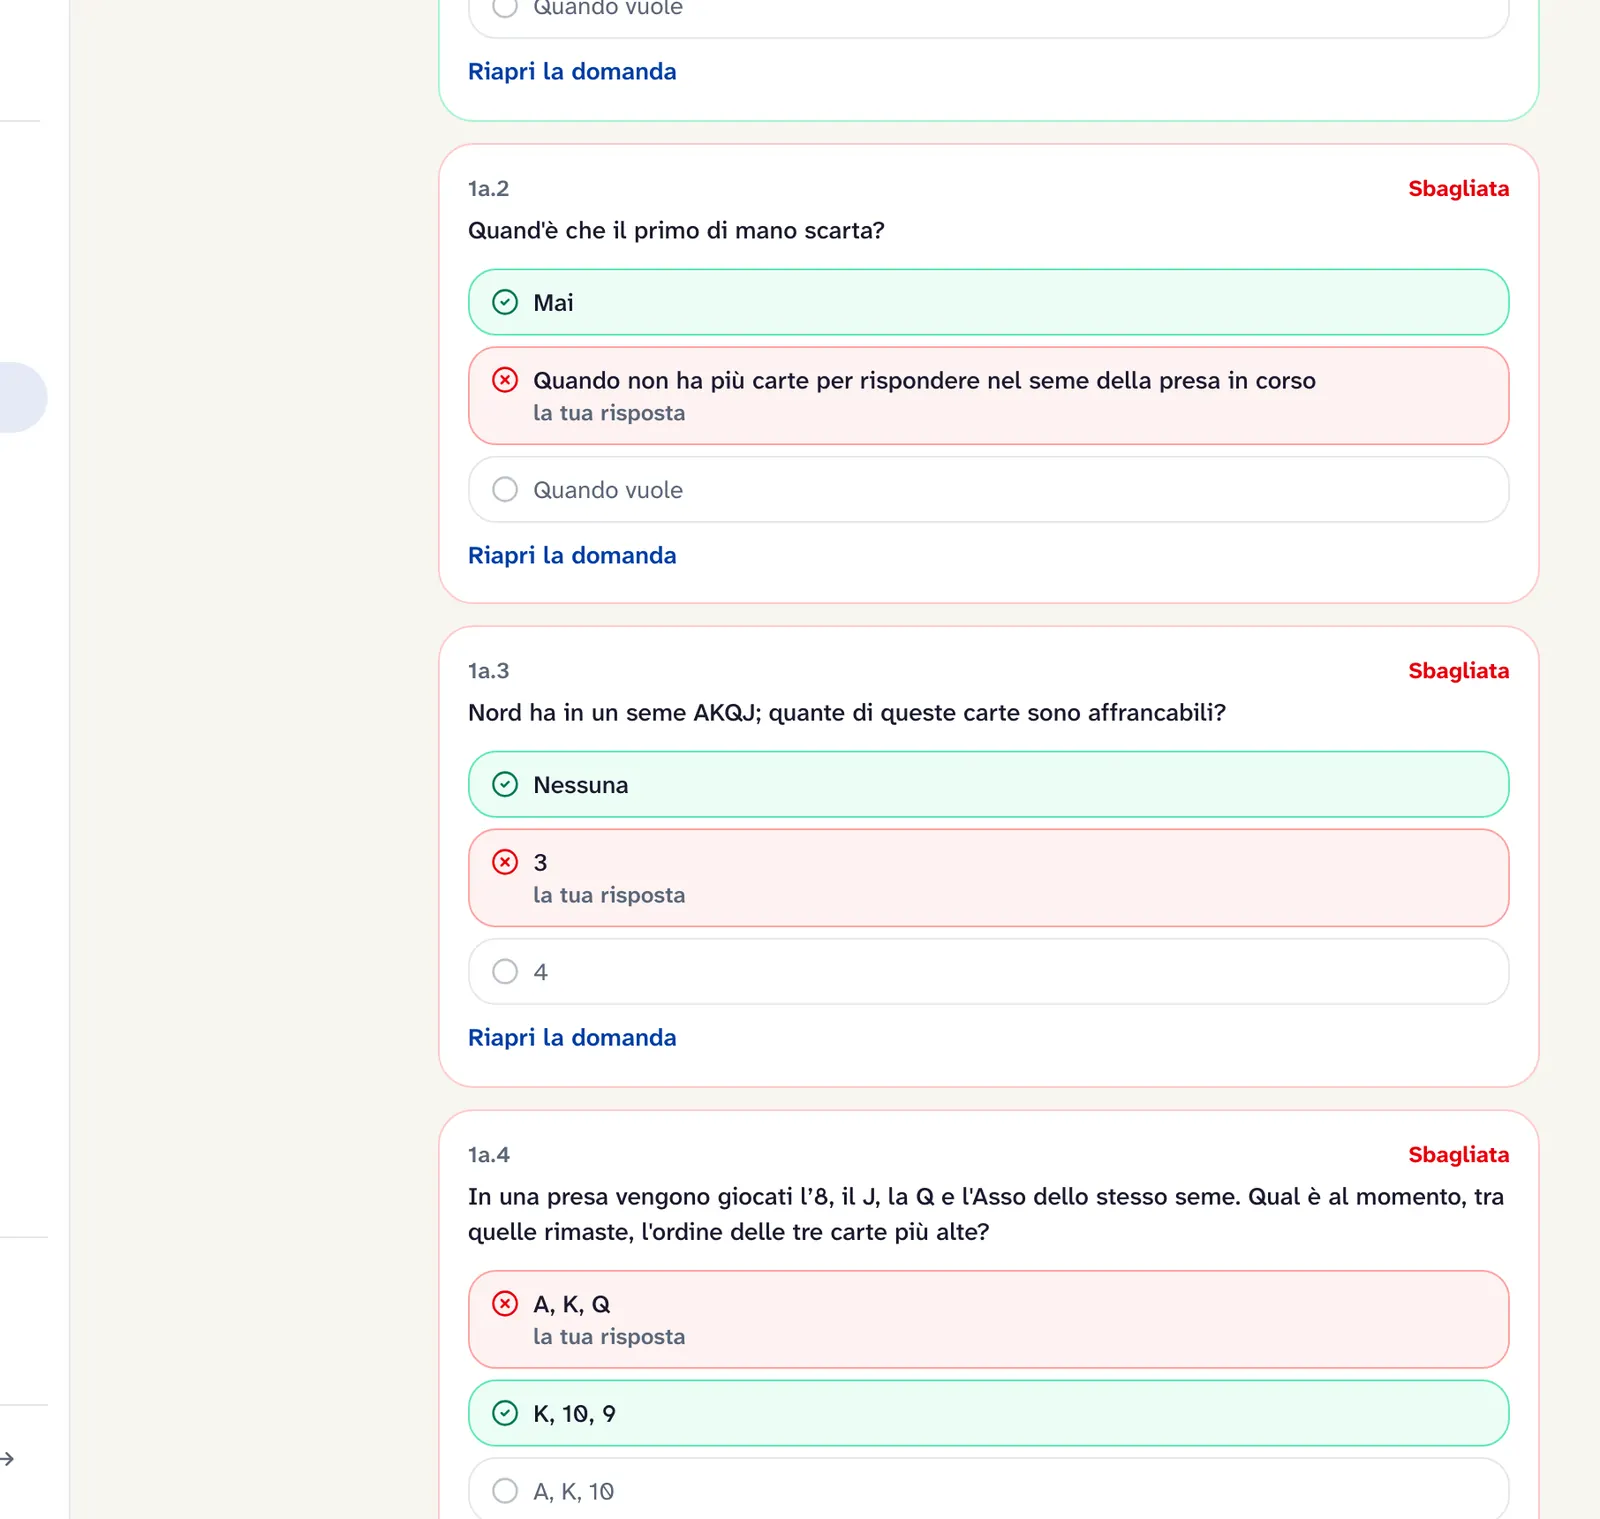 Quando vuole
Riapri la domanda
1a.2
Sbagliata
Quand'è che il primo di mano scarta?
Mai
Quando non ha più carte per rispondere nel seme della presa in corso
la tua risposta
Quando vuole
Riapri la domanda
1a.3
Sbagliata
Nord ha in un seme AKQJ; quante di queste carte sono affrancabili?
Nessuna
3
la tua risposta
4
Riapri la domanda
1a.4
Sbagliata
In una presa vengono giocati l’8, il J, la Q e l'Asso dello stesso seme. Qual è al momento, tra
quelle rimaste, l'ordine delle tre carte più alte?
A, K, Q
la tua risposta
K, 10, 9
A, K, 10